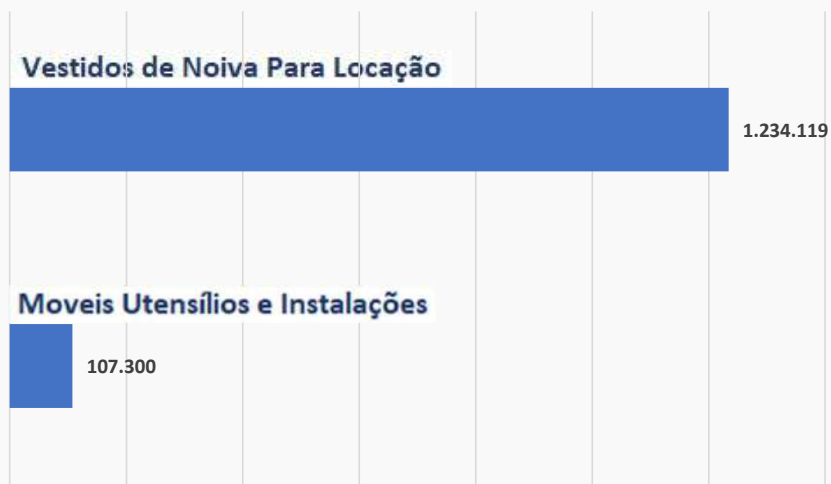 Vestidos de Noiva Para Locação
1.234.119
Moveis Utensílios e Instalações
107.300